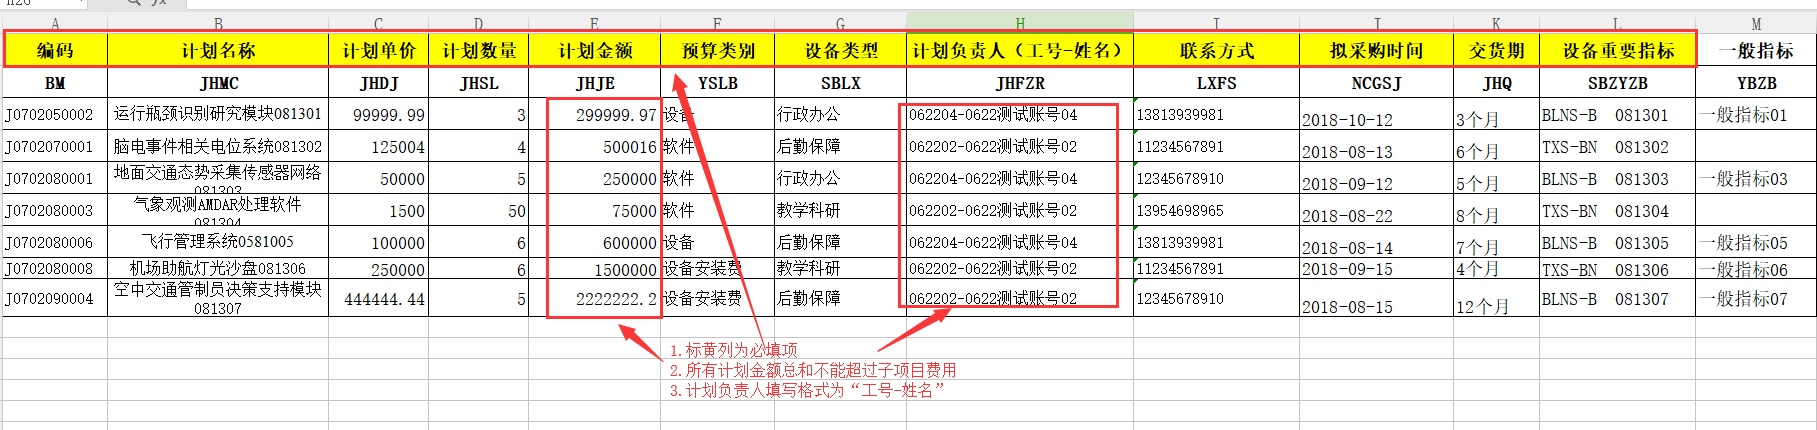 A B C D E F G H I J K L M
编码 计划名称 计划单价 计划数量 计划金额 预算类别 设备类型 计划负责人（工号-姓名） 联系方式 拟采购时间 交货期 设备重要指标 一般指标
BM JHMC JHDJ JHSL JHJE YSLB SBLX JHFZR LXFS NCGSJ JHQ SBZYZB YBZB
J0702050002 运行瓶颈识别研究模块081301 99999.99 3 299999.97 设备 行政办公 062204-0622测试账号04 13813939981 2018-10-12 3个月 BLNS-B 081301 一般指标01
J0702070001 脑电事件相关电位系统081302 125004 4 500016 软件 后勤保障 062202-0622测试账号02 11234567891 2018-08-13 6个月 TXS-BN 081302
J0702080001 地面交通态势采集传感器网络081303 50000 5 250000 软件 行政办公 062204-0622测试账号04 12345678910 2018-09-12 5个月 BLNS-B 081303 一般指标03
J0702080003 气象观测AMDAR处理软件081304 1500 50 75000 软件 教学科研 062202-0622测试账号02 13954698965 2018-08-22 8个月 TXS-BN 081304
J0702080006 飞行管理系统0581005 100000 6 600000 设备 后勤保障 062204-0622测试账号04 13813939981 2018-08-14 7个月 BLNS-B 081305 一般指标05
J0702080008 机场助航灯光沙盘081306 250000 6 1500000 设备安装费 教学科研 062202-0622测试账号02 11234567891 2018-09-15 4个月 TXS-BN 081306 一般指标06
J0702090004 空中交通管制员决策支持模块081307 444444.44 5 2222222.2 设备安装费 后勤保障 062202-0622测试账号02 12345678910 2018-08-15 12个月 BLNS-B 081307 一般指标07
1.标黄列为必填项
2.所有计划金额总和不能超过子项目费用
3.计划负责人填写格式为“工号-姓名”